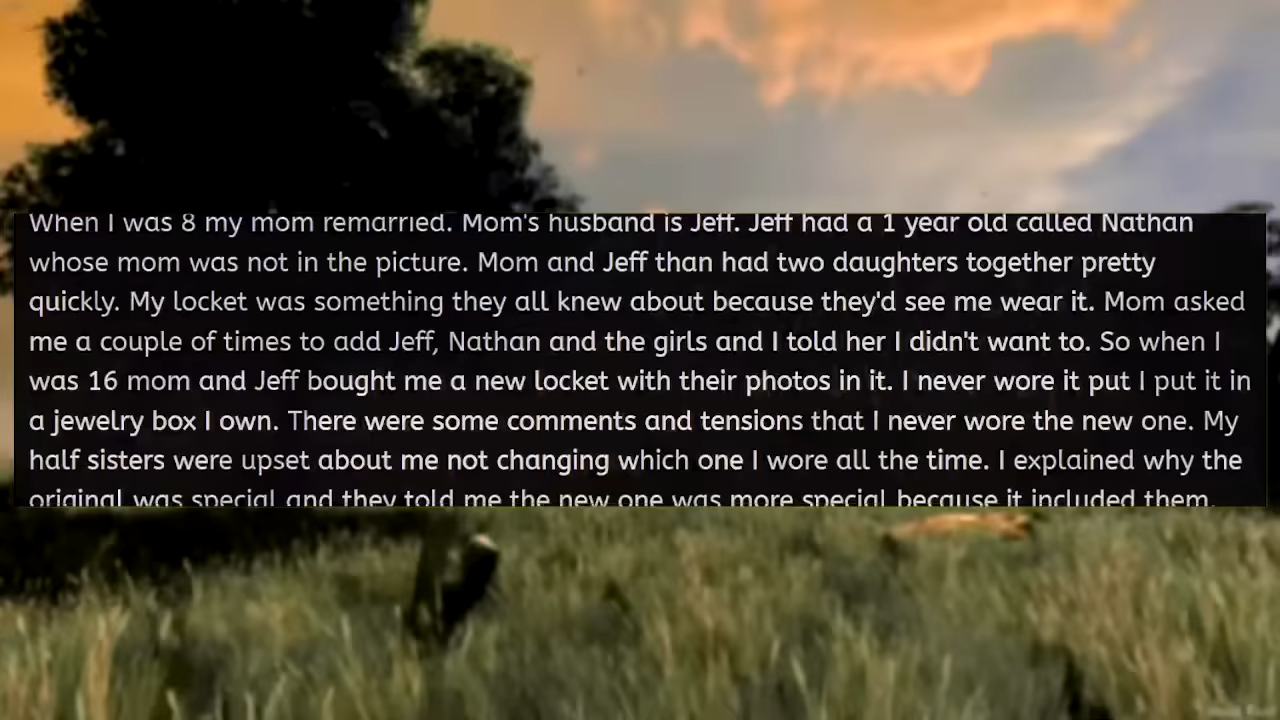 When I was 8 my mom remarried. Mom's husband is Jeff. Jeff had a 1 year old called Nathan
whose mom was not in the picture. Mom and Jeff than had two daughters together pretty
quickly. My locket was something they all knew about because they'd see me wear it. Mom asked
me a couple of times to add Jeff, Nathan and the girls and I told her I didn't want to. So when I
was 16 mom and Jeff bought me a new locket with their photos in it. I never wore it put I put it in
a jewelry box I own. There were some comments and tensions that I never wore the new one. My
half sisters were upset about me not changing which one I wore all the time. I explained why the
original was special and they told me the new one was more special because it included them.